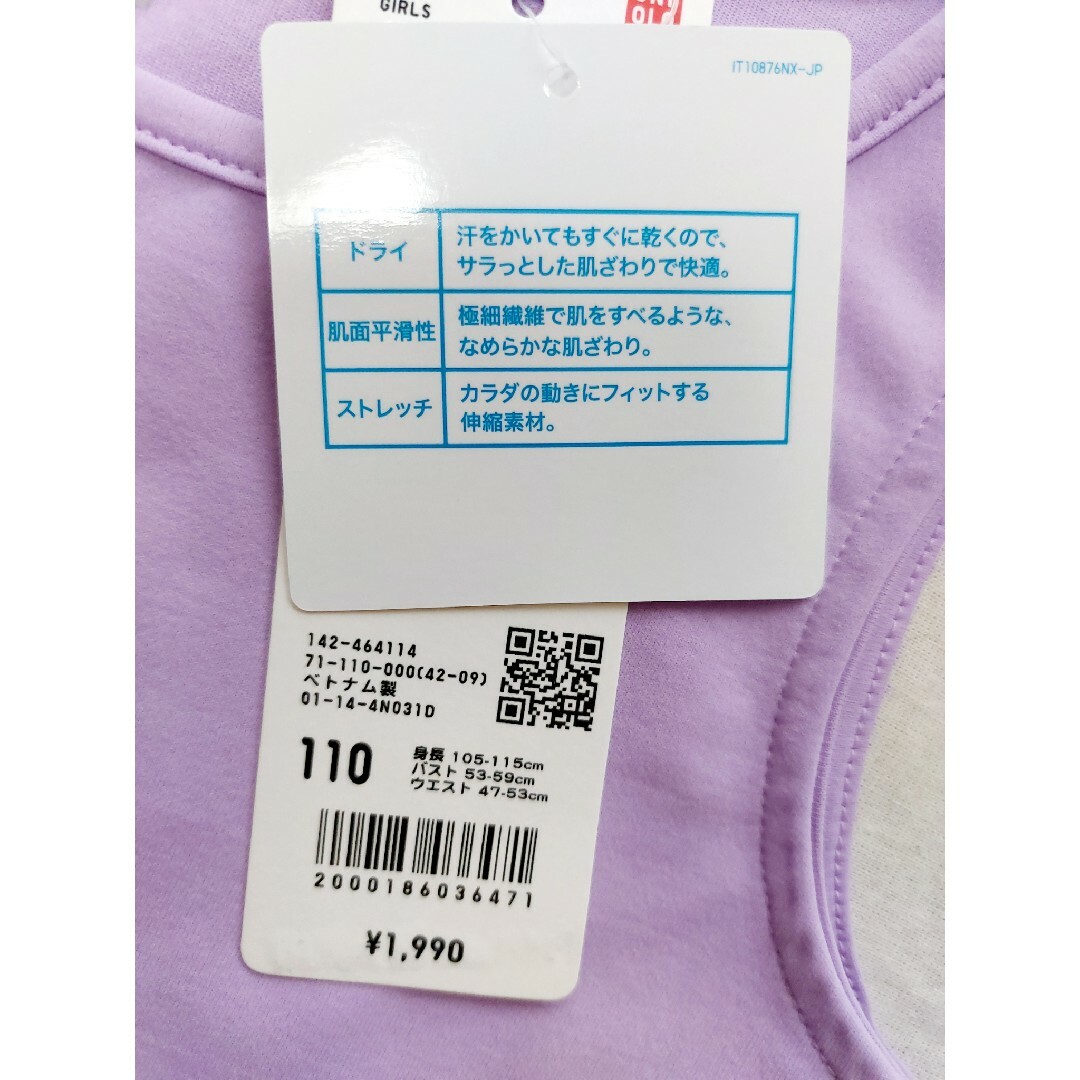 GIRLS
IT10876NX-JP
ドライ
汗をかいてもすぐに乾くので、
サラっとした肌ざわりで快適。
肌面平滑性
極細繊維で肌をすべるような、
なめらかな肌ざわり。
ストレッチ
カラダの動きにフィットする
伸縮素材。
142-464114
71-110-000(42-09)
ベトナム製
01-14-4N031D
110
身長 105-115cm
バスト 53-59cm
ウエスト 47-53cm
2000186036471
¥1,990